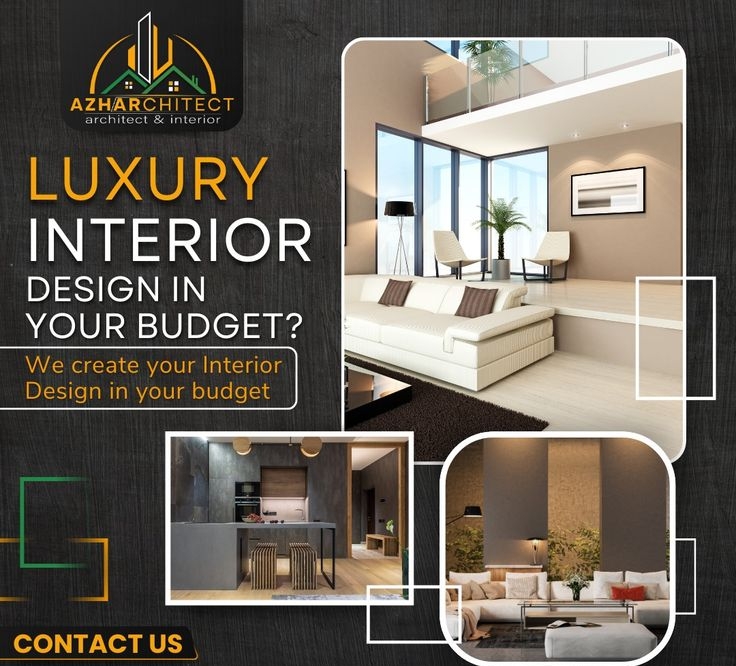 AZHARCHITECT
architect & interior
LUXURY
INTERIOR
DESIGN IN
YOUR BUDGET?
We create your Interior
Design in your budget
CONTACT US